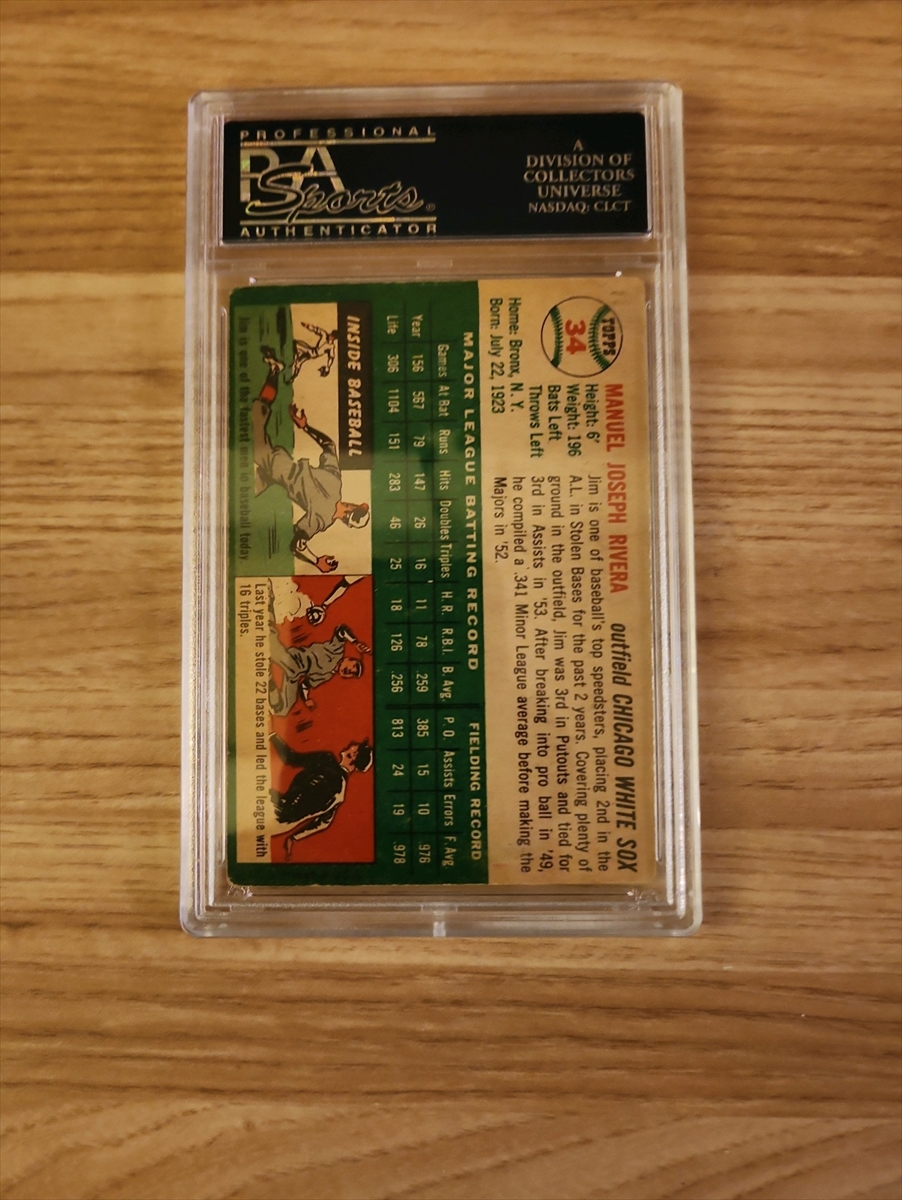 PROFESSIONAL
PSA
Sports
AUTHENTICATOR
A
DIVISION OF
COLLECTORS
UNIVERSE
NASDAQ: CLCT
TOPPS
34
MANUEL JOSEPH RIVERA outfield CHICAGO WHITE SOX
Height: 6'
Weight: 196
Bats Left
Throws Left
Home: Bronx, N. Y.
Born: July 22, 1923
Jim is one of baseball's top speedsters, placing 2nd in the
A.L. in Stolen Bases for the past 2 years. Covering plenty of
ground in the outfield, Jim was 3rd in Putouts and tied for
3rd in Assists in '53. After breaking into pro ball in '49,
he compiled a .341 Minor League average before making the
Majors in '52.
MAJOR LEAGUE BATTING RECORD FIELDING RECORD
Games At Bat Runs Hits Doubles Triples H. R. R.B.I. B. Avg. P. O. Assists Errors F. Avg.
Year 156 567 79 147 26 16 11 78 259 385 15 10 .976
Life 306 1104 151 283 46 25 18 126 256 813 24 19 .978
INSIDE BASEBALL
Jim is one of the fastest men in baseball today.
Last year he stole 22 bases and led the league with
16 triples.